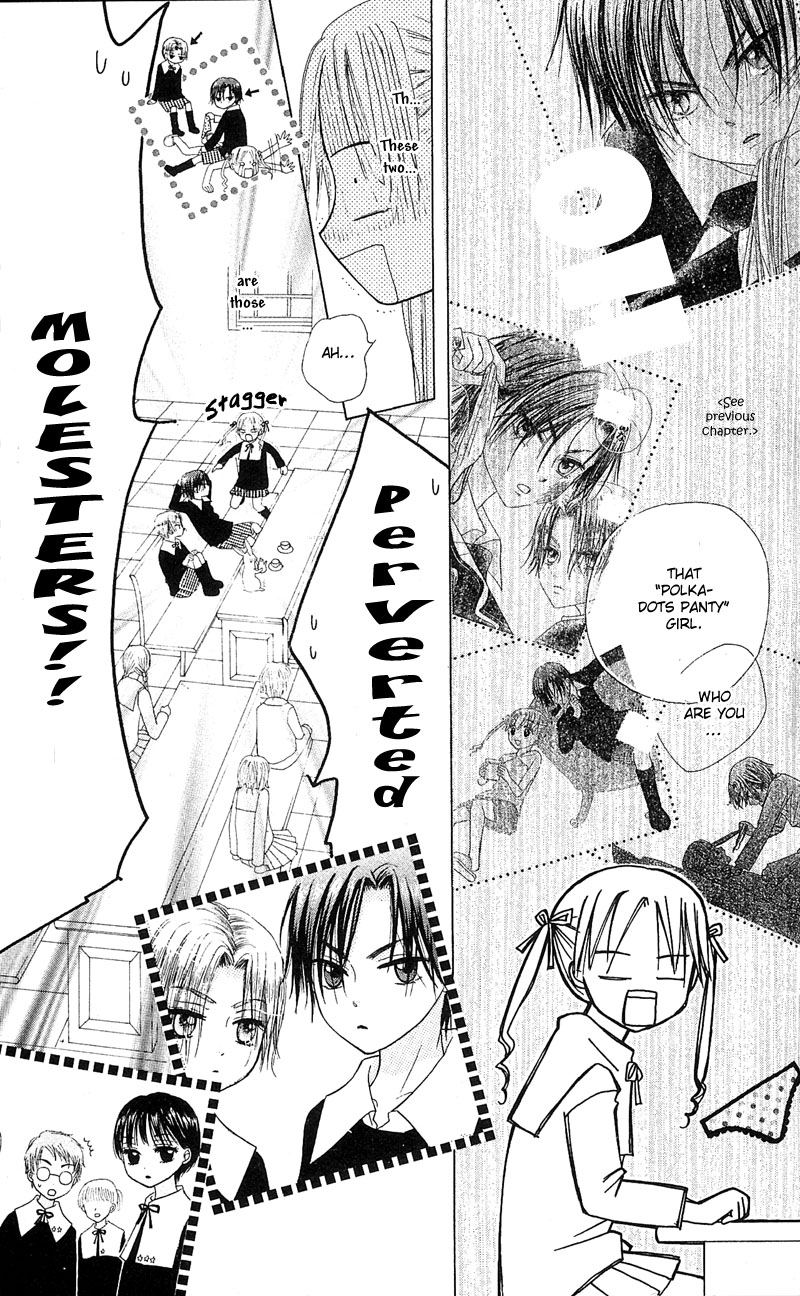 OH
<See
previous
Chapter.>
THAT
"POLKA-
DOTS PANTY"
GIRL.
WHO
ARE YOU
...
Th...
These
two...
are
those
...
AH...
Stagger
perverted
MOLESTERS!!